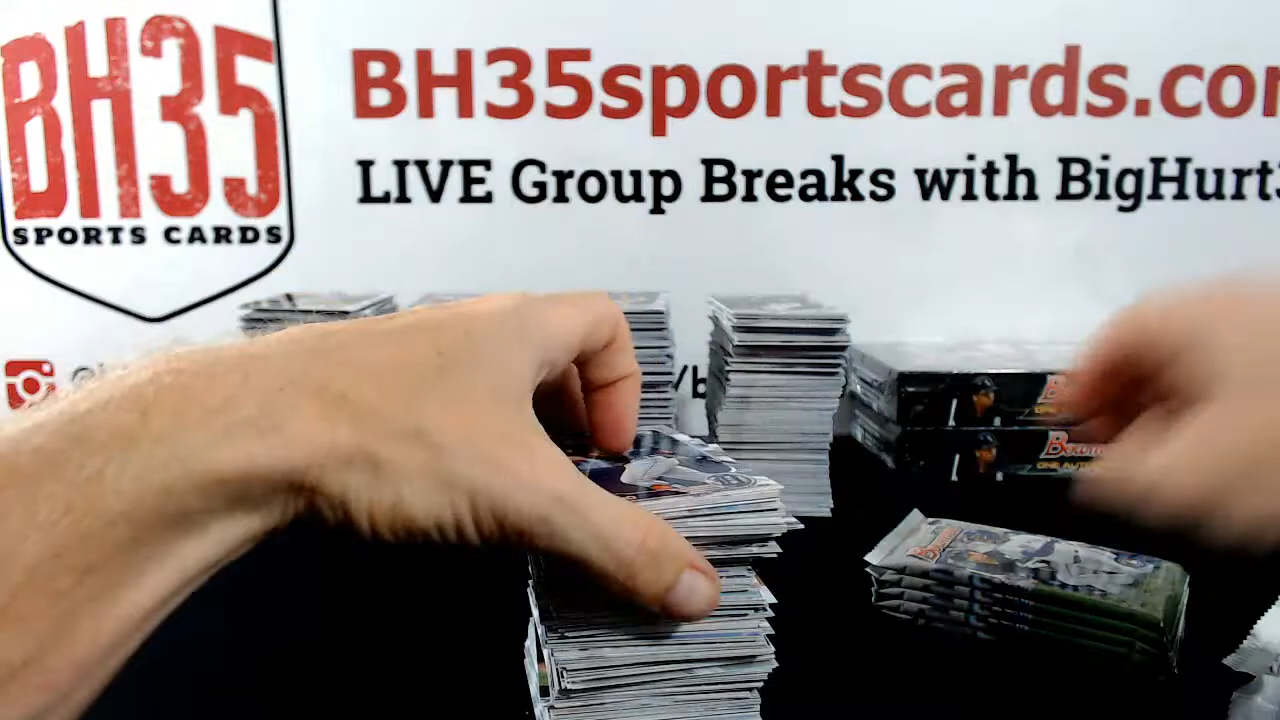 BH35
SPORTS CARDS
BH35sportscards.co
LIVE Group Breaks with BigHurt
Bowman